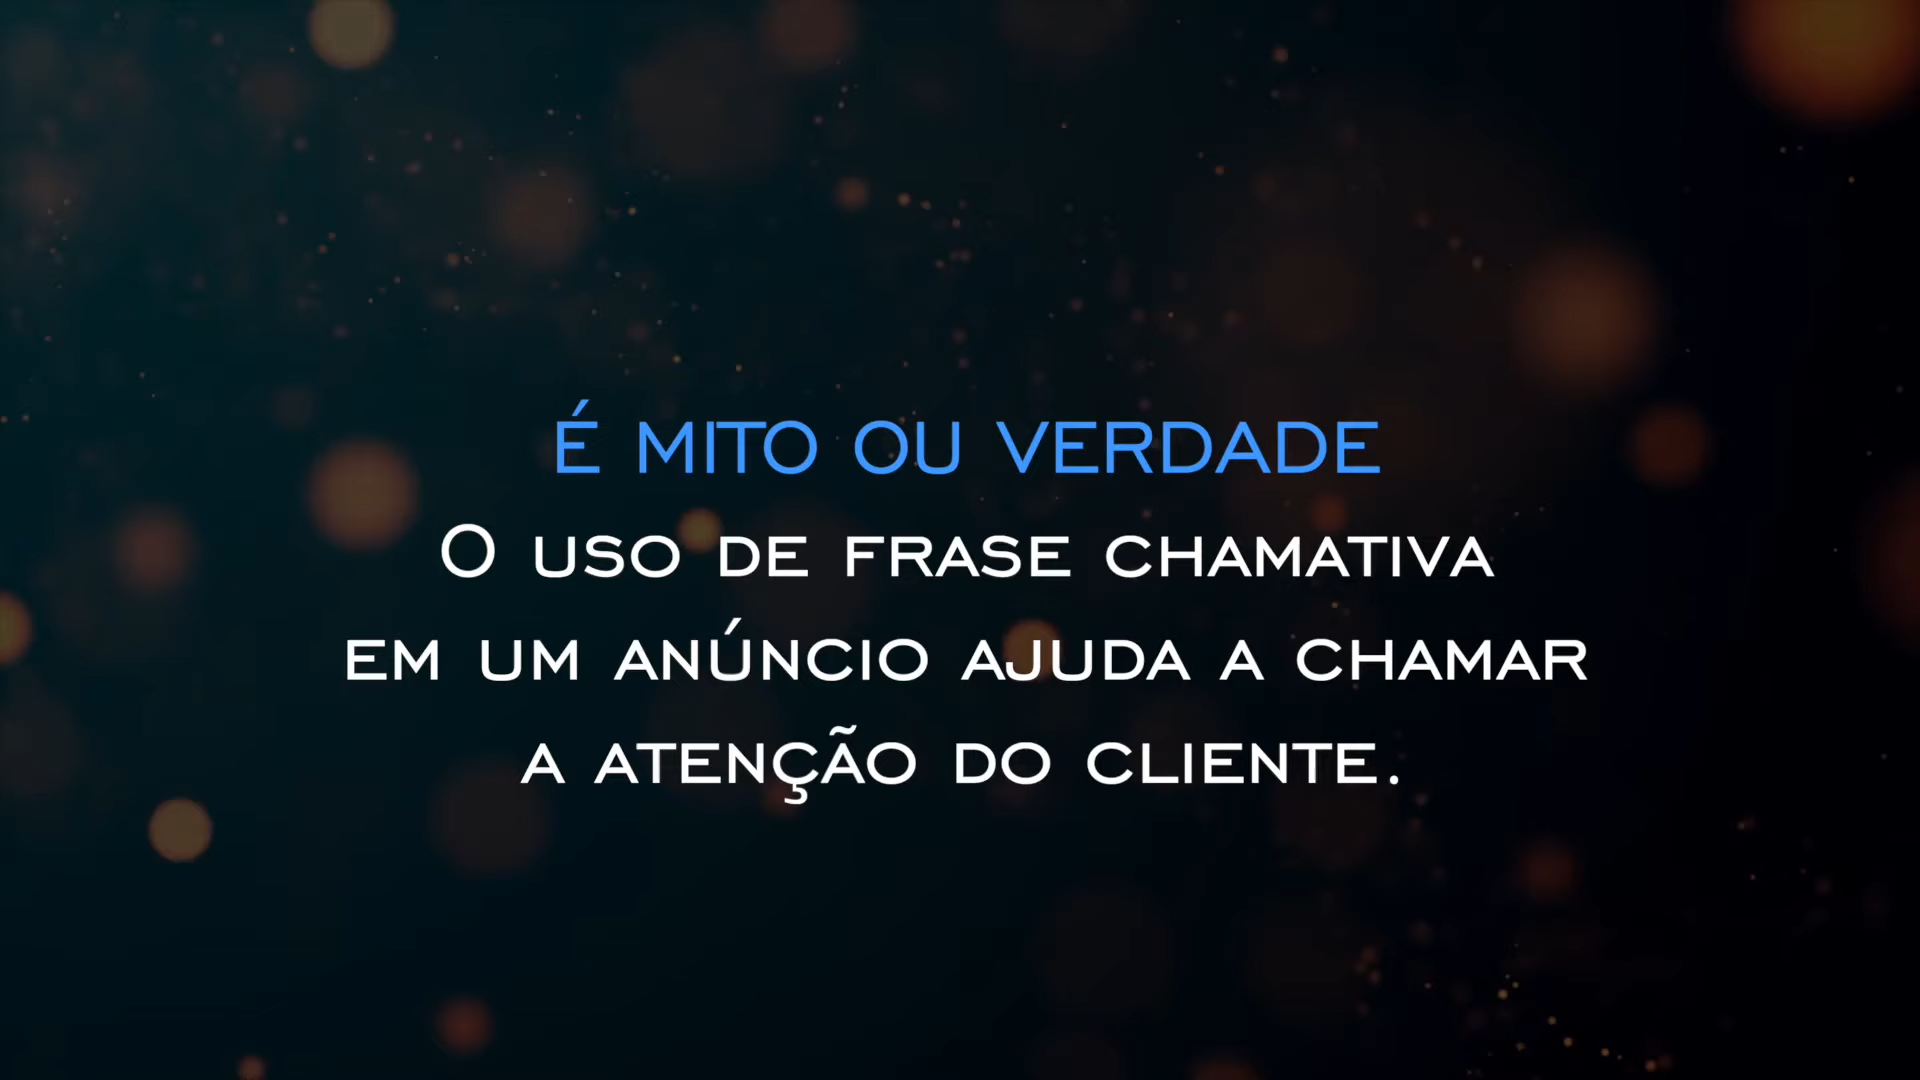 É MITO OU VERDADE
O USO DE FRASE CHAMATIVA
EM UM ANÚNCIO AJUDA A CHAMAR
A ATENÇÃO DO CLIENTE.